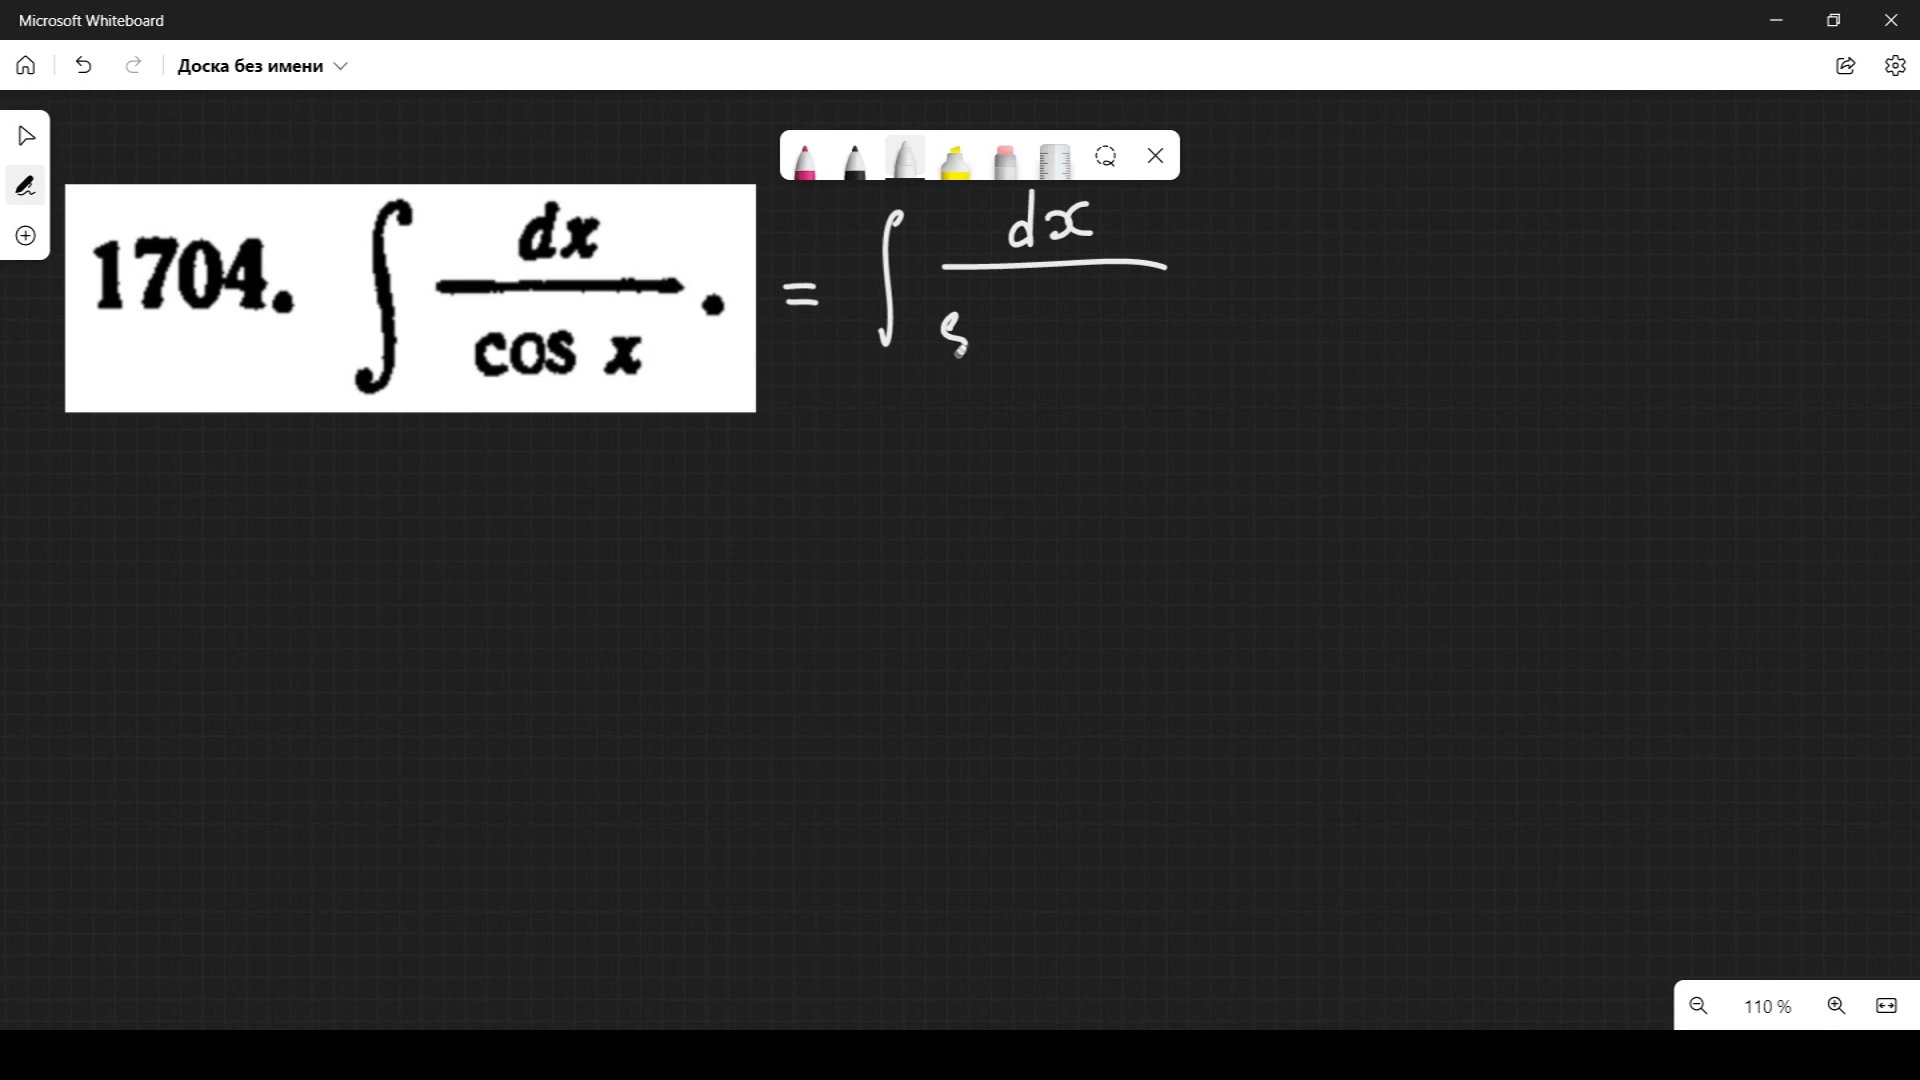 Microsoft Whiteboard
Доска без имени
1704. ∫ dx / cos x . = ∫ dx / s
110 %